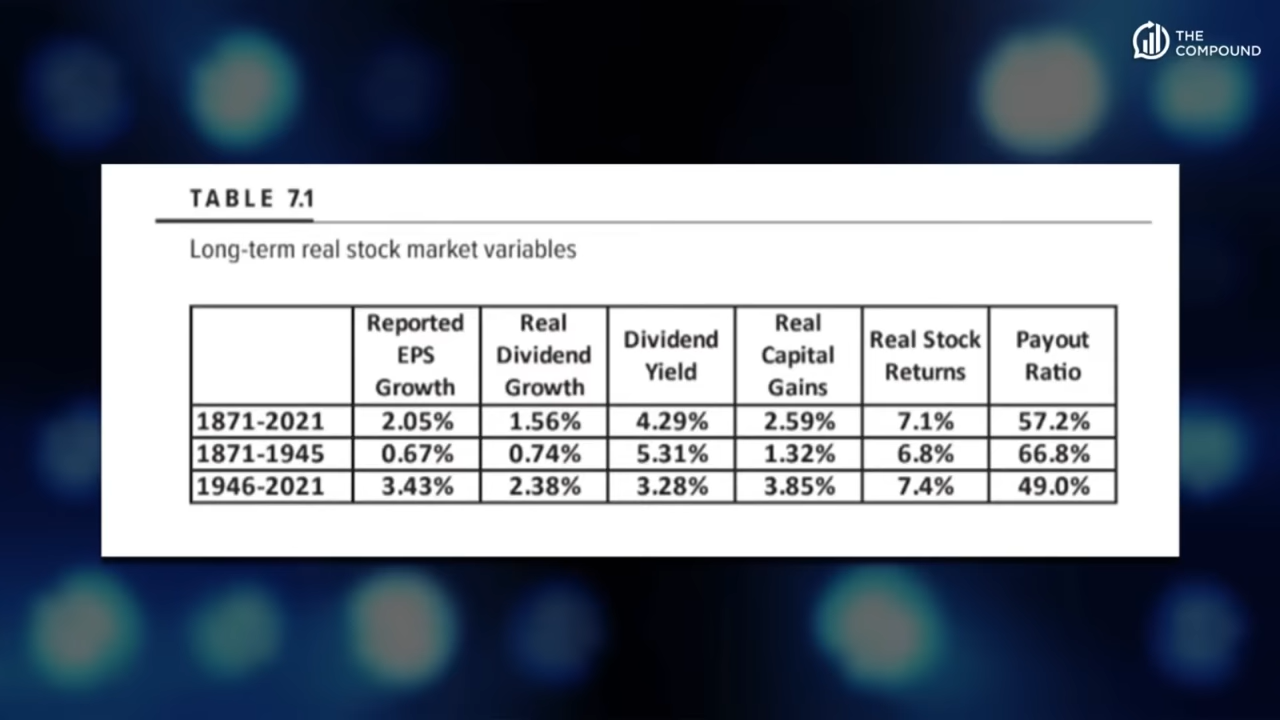 THE
COMPOUND
TABLE 7.1
Long-term real stock market variables
Reported EPS Growth Real Dividend Growth Dividend Yield Real Capital Gains Real Stock Returns Payout Ratio
1871-2021 2.05% 1.56% 4.29% 2.59% 7.1% 57.2%
1871-1945 0.67% 0.74% 5.31% 1.32% 6.8% 66.8%
1946-2021 3.43% 2.38% 3.28% 3.85% 7.4% 49.0%